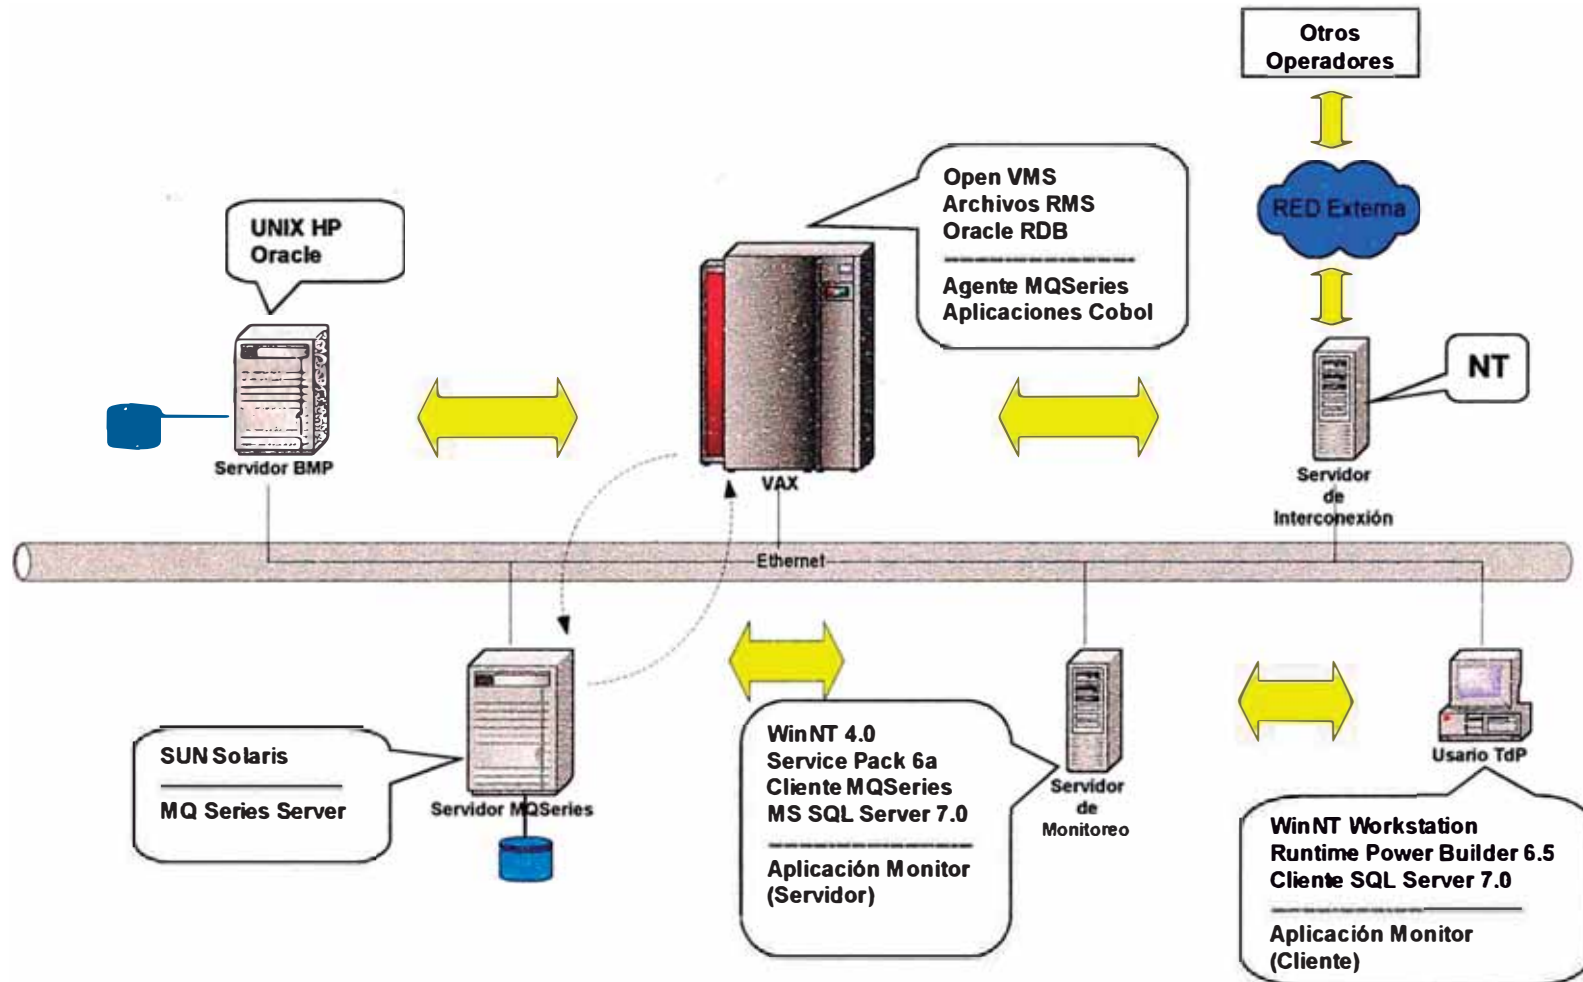 Otros
Operadores
RED Externa
Open VMS
Archivos RMS
Oracle RDB
Agente MQSeries
Aplicaciones Cobol
UNIX HP
Oracle
NT
Servidor BMP
VAX
Servidor
de
Interconexión
Ethernet
SUN Solaris
MQ Series Server
Servidor MQSeries
WinNT 4.0
Service Pack 6a
Cliente MQSeries
MS SQL Server 7.0
Aplicación Monitor
(Servidor)
Servidor
de
Monitoreo
Usario TdP
WinNT Workstation
Runtime Power Builder 6.5
Cliente SQL Server 7.0
Aplicación Monitor
(Cliente)